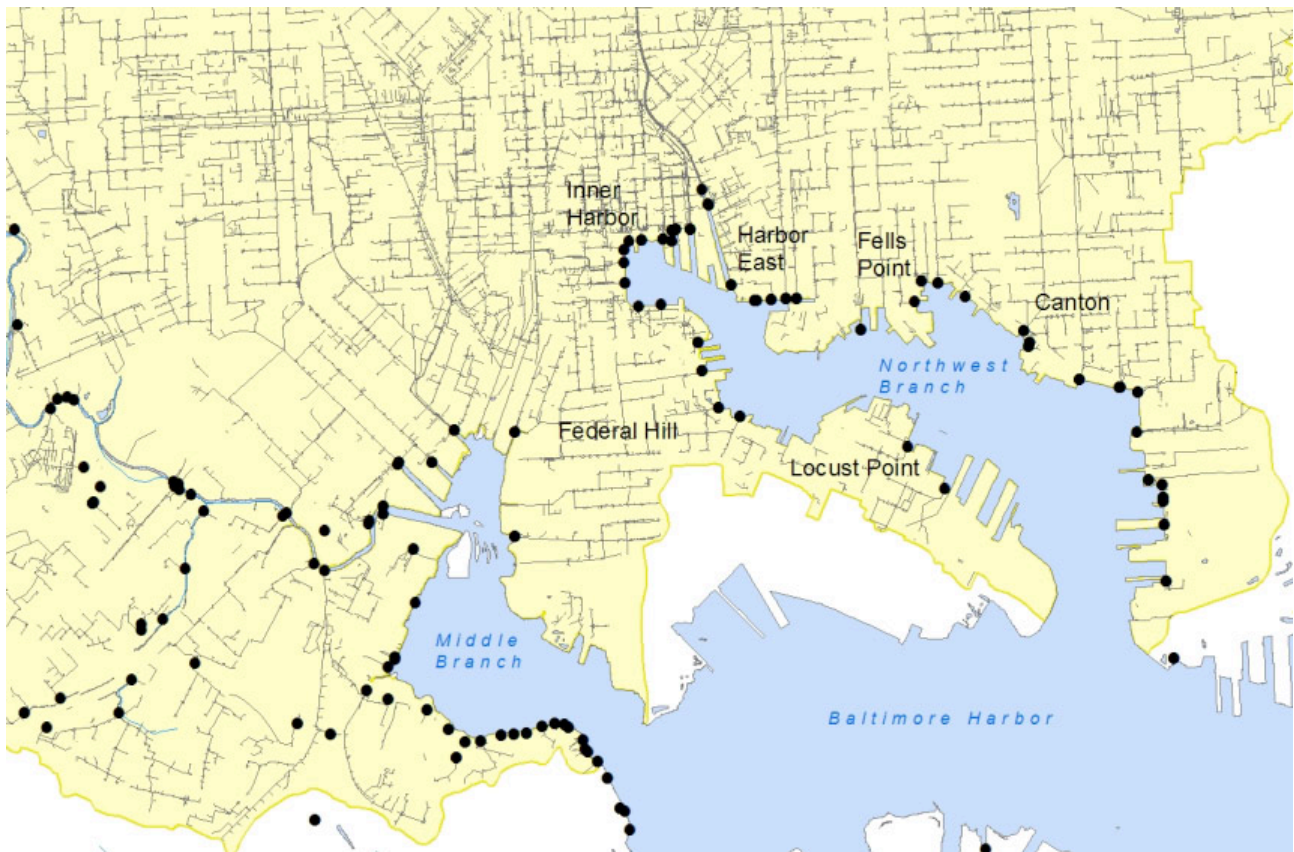 Inner
Harbor
Harbor
East
Fells
Point
Canton
Northwest
Branch
Federal Hill
Locust Point
Middle
Branch
Baltimore Harbor